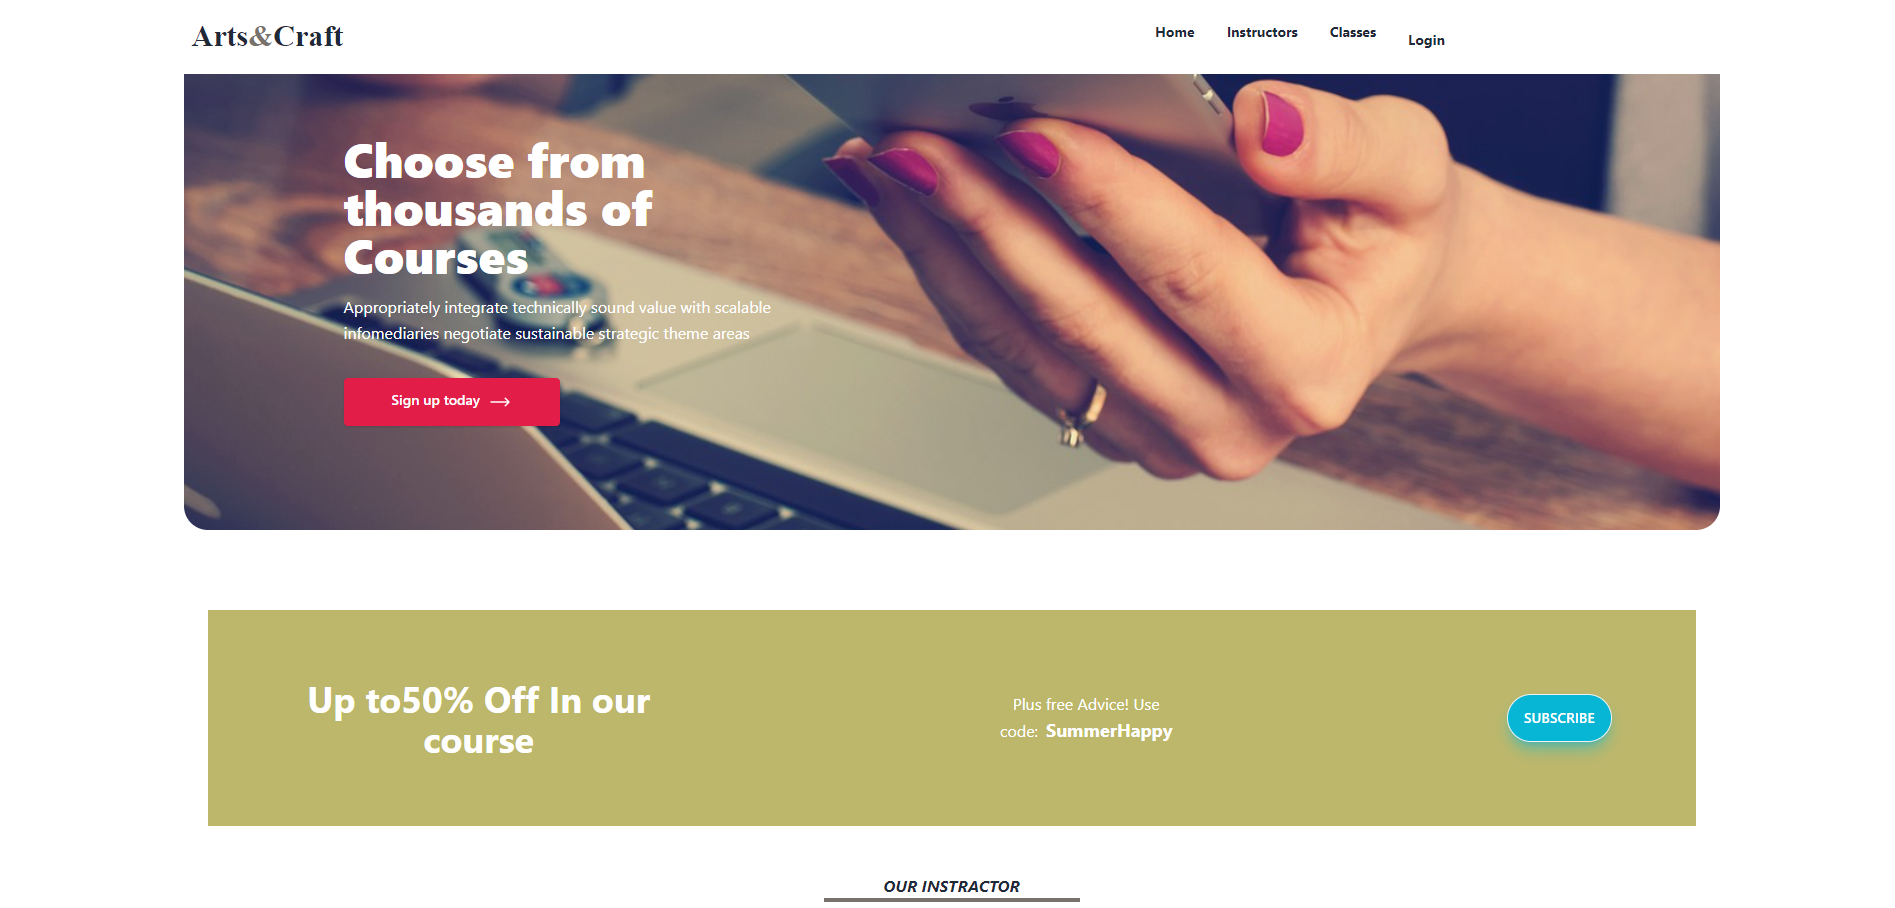 Arts&Craft
Home Instructors Classes Login
Choose from
thousands of
Courses
Appropriately integrate technically sound value with scalable
infomediaries negotiate sustainable strategic theme areas
Sign up today
Up to50% Off In our
course
Plus free Advice! Use
code: SummerHappy
SUBSCRIBE
OUR INSTRACTOR